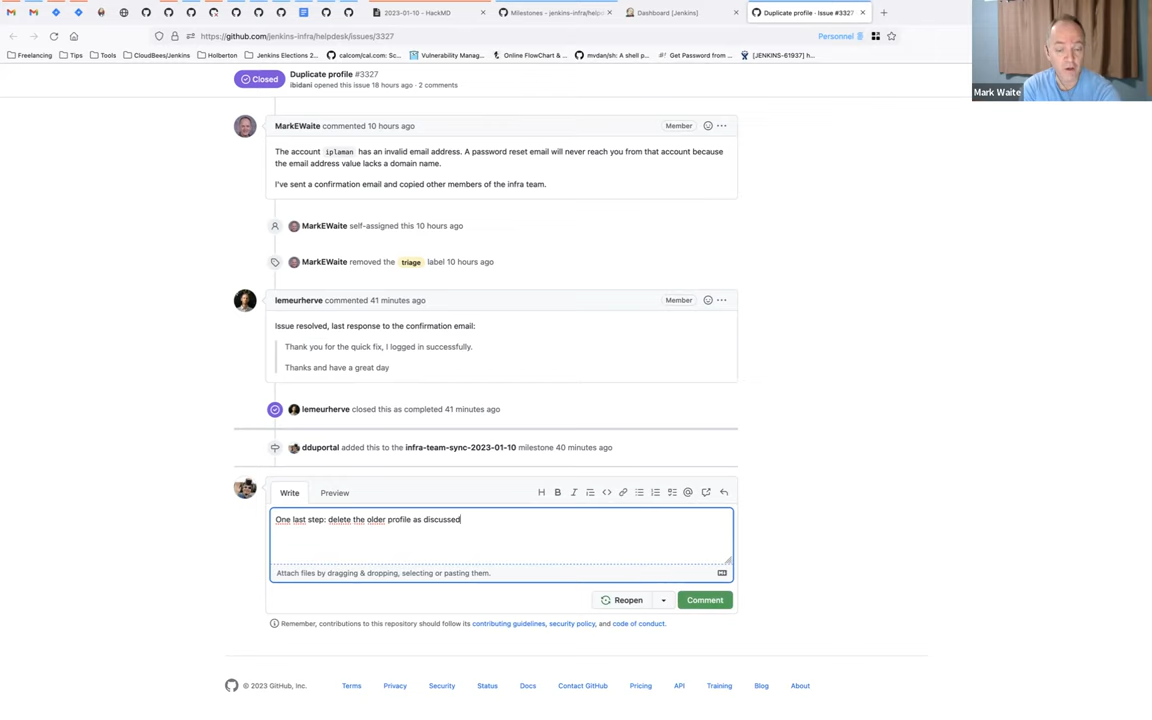 2023-01-10 - HackMD
Milestones - jenkins-infra/help
Dashboard [Jenkins]
Duplicate profile · Issue #3327
https://github.com/jenkins-infra/helpdesk/issues/3327
Personnel
Freelancing
Tips
Tools
CloudBees/Jenkins
Holberton
Jenkins Elections 2...
calcom/cal.com: Sc...
Vulnerability Manag...
Online FlowChart & ...
mvdan/sh: A shell p...
Get Password from ...
[JENKINS-61937] h...
Mark Waite
Closed
Duplicate profile #3327
ibidani opened this issue 18 hours ago · 2 comments
MarkEWaite commented 10 hours ago
Member
The account iplaman has an invalid email address. A password reset email will never reach you from that account because
the email address value lacks a domain name.
I've sent a confirmation email and copied other members of the infra team.
MarkEWaite self-assigned this 10 hours ago
MarkEWaite removed the triage label 10 hours ago
lemeurherve commented 41 minutes ago
Member
Issue resolved, last response to the confirmation email:
Thank you for the quick fix, I logged in successfully.
Thanks and have a great day
lemeurherve closed this as completed 41 minutes ago
dduportal added this to the infra-team-sync-2023-01-10 milestone 40 minutes ago
Write
Preview
One last step: delete the older profile as discussed
Attach files by dragging & dropping, selecting or pasting them.
Reopen
Comment
Remember, contributions to this repository should follow its contributing guidelines, security policy, and code of conduct.
© 2023 GitHub, Inc.
Terms
Privacy
Security
Status
Docs
Contact GitHub
Pricing
API
Training
Blog
About